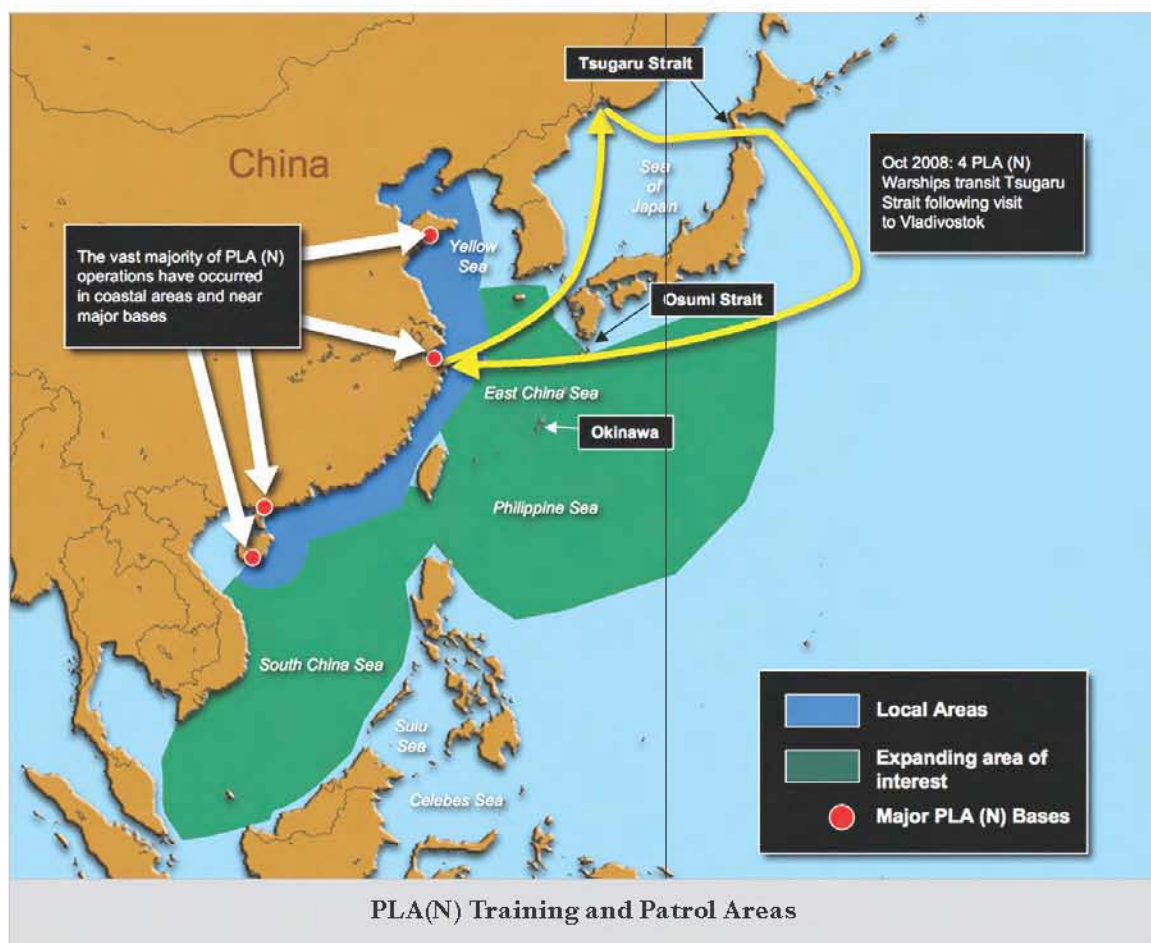 Tsugaru Strait
China
Sea
of
Japan
Oct 2008: 4 PLA (N)
Warships transit Tsugaru
Strait following visit
to Vladivostok
The vast majority of PLA (N)
operations have occurred
in coastal areas and near
major bases
Yellow
Sea
Osumi Strait
East China Sea
Okinawa
Philippine Sea
South China Sea
Sulu
Sea
Celebes Sea
Local Areas
Expanding area of
interest
Major PLA (N) Bases
PLA(N) Training and Patrol Areas